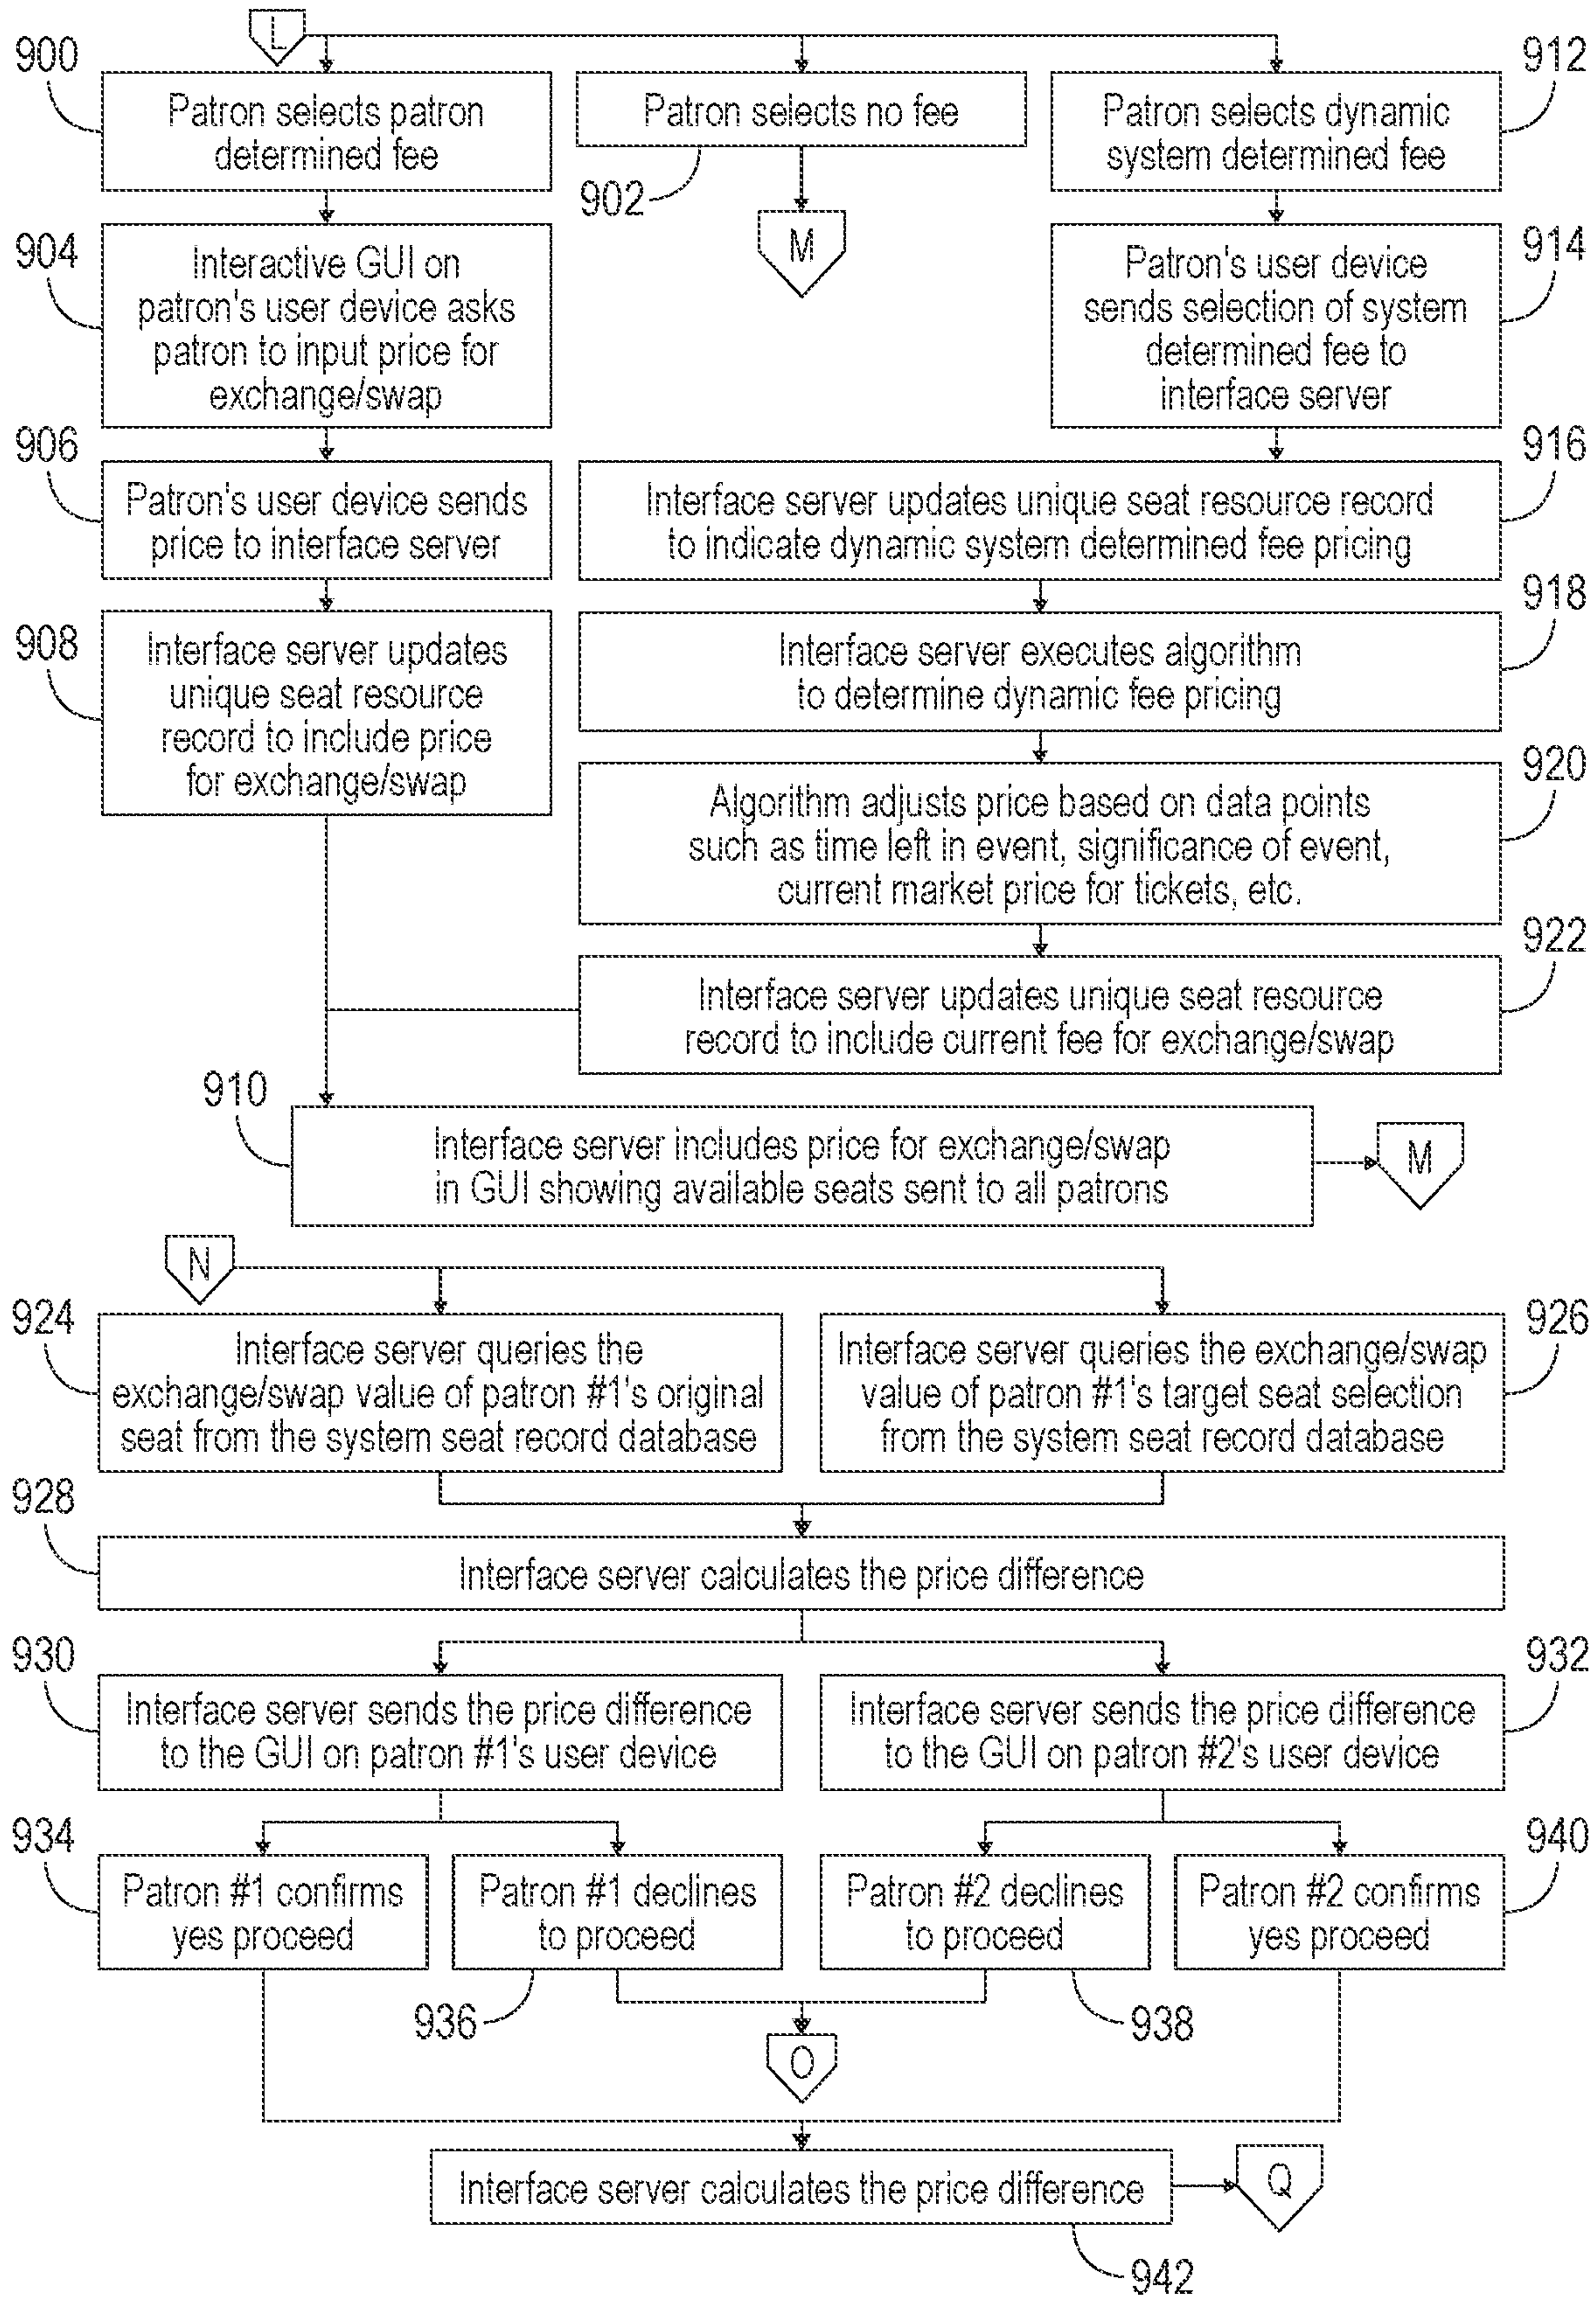 L
900
Patron selects patron
determined fee
Patron selects no fee
902
M
912
Patron selects dynamic
system determined fee
904
Interactive GUI on
patron's user device asks
patron to input price for
exchange/swap
914
Patron's user device
sends selection of system
determined fee to
interface server
906
Patron's user device sends
price to interface server
916
Interface server updates unique seat resource record
to indicate dynamic system determined fee pricing
908
Interface server updates
unique seat resource
record to include price
for exchange/swap
918
Interface server executes algorithm
to determine dynamic fee pricing
920
Algorithm adjusts price based on data points
such as time left in event, significance of event,
current market price for tickets, etc.
922
Interface server updates unique seat resource
record to include current fee for exchange/swap
910
Interface server includes price for exchange/swap
in GUI showing available seats sent to all patrons
M
N
924
Interface server queries the
exchange/swap value of patron #1's original
seat from the system seat record database
926
Interface server queries the exchange/swap
value of patron #1's target seat selection
from the system seat record database
928
Interface server calculates the price difference
930
Interface server sends the price difference
to the GUI on patron #1's user device
932
Interface server sends the price difference
to the GUI on patron #2's user device
934
Patron #1 confirms
yes proceed
Patron #1 declines
to proceed
936
Patron #2 declines
to proceed
938
940
Patron #2 confirms
yes proceed
O
Interface server calculates the price difference
942
Q